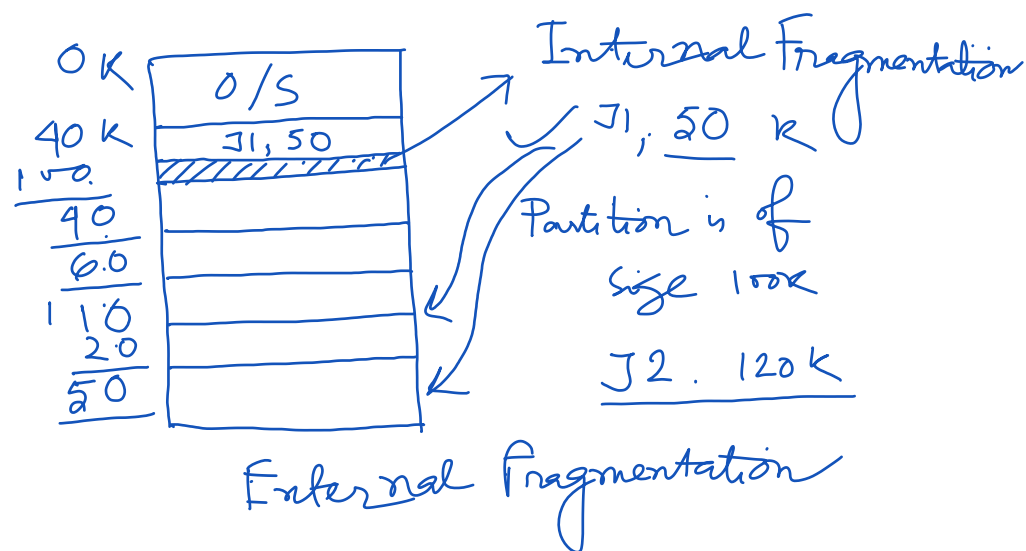 Internal Fragmentation
0 K
O/S
40 K
J1, 50
J1, 50 K
100
40
Partition is of
size 100K
60
110
20
50
J2. 120K
External Fragmentation